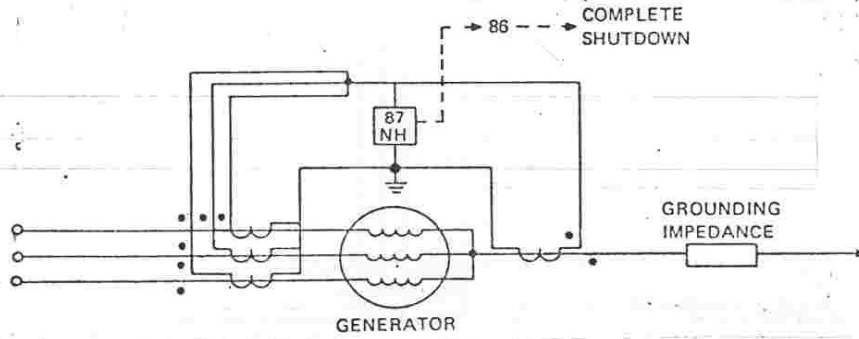 COMPLETE
86
SHUTDOWN
87
NH
GROUNDING
IMPEDANCE
GENERATOR